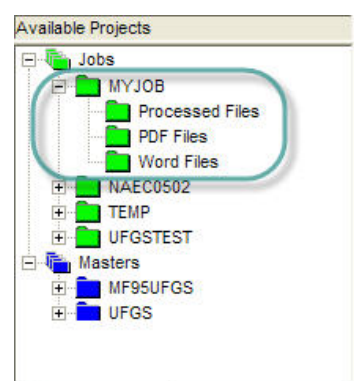 Available Projects
Jobs
MYJOB
Processed Files
PDF Files
Word Files
NAEC0502
TEMP
UFGSTEST
Masters
MF95UFGS
UFGS